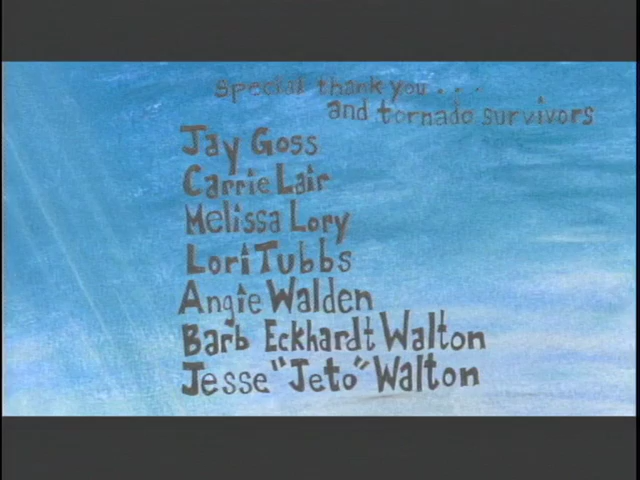 special thank you . . .
and tornado survivors
Jay Goss
Carrie Lair
Melissa Lory
Lori Tubbs
Angie Walden
Barb Eckhardt Walton
Jesse "Jeto" Walton